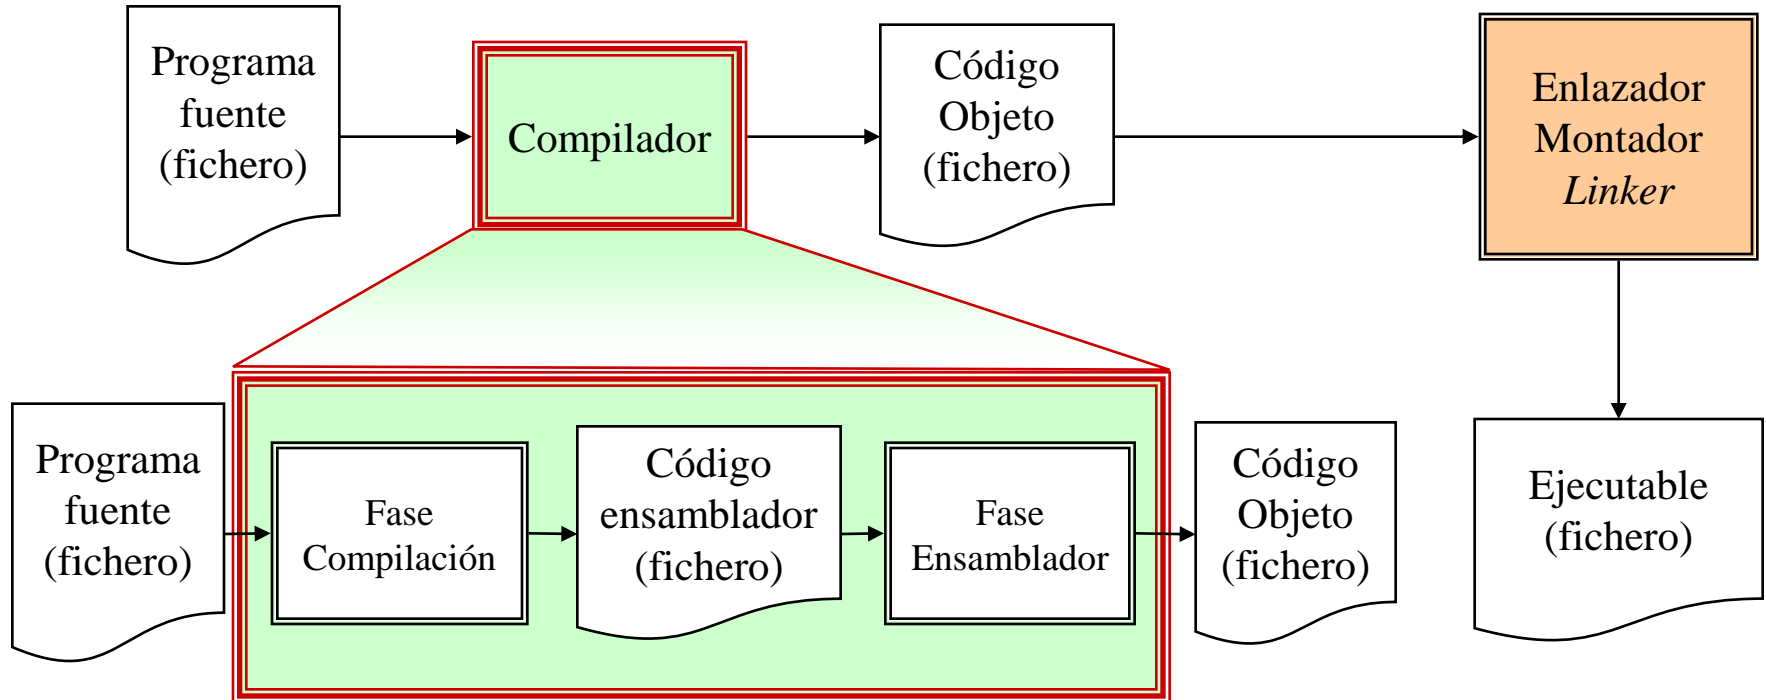 Programa
fuente
(fichero)
Compilador
Código
Objeto
(fichero)
Enlazador
Montador
Linker
Programa
fuente
(fichero)
Fase
Compilación
Código
ensamblador
(fichero)
Fase
Ensamblador
Código
Objeto
(fichero)
Ejecutable
(fichero)